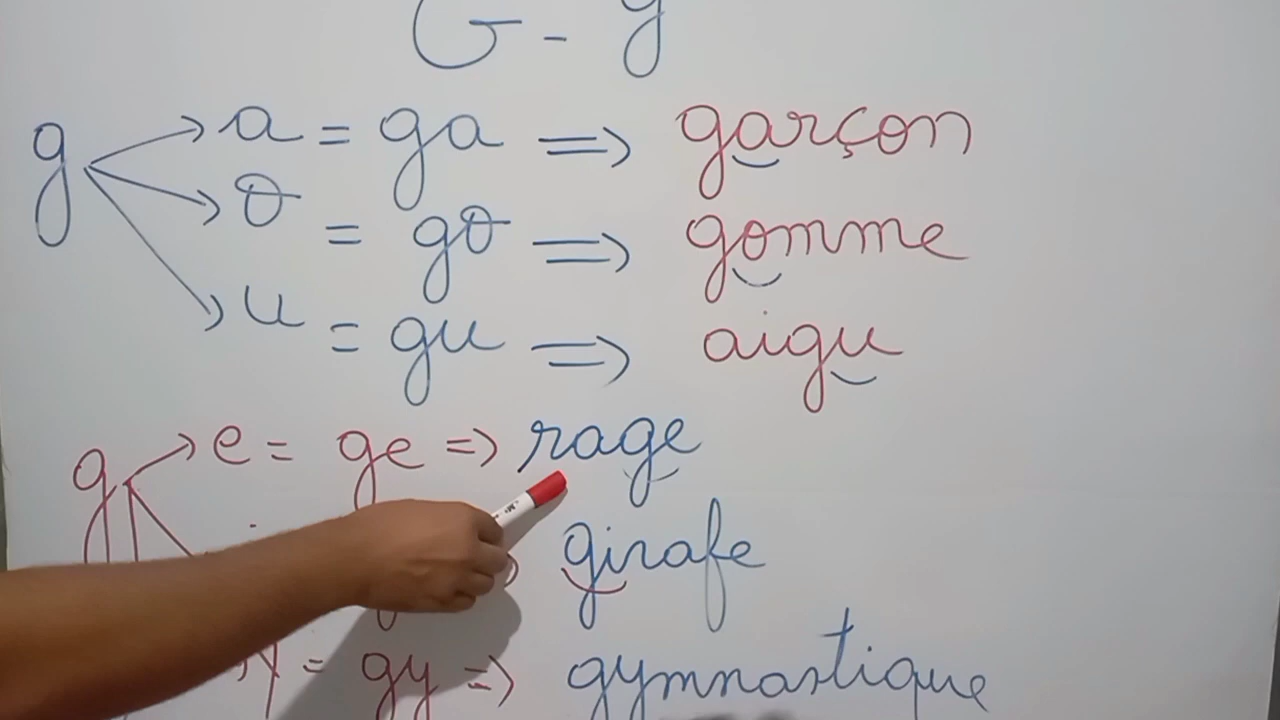 G - g
g a = ga => garçon
o = go => gomme
u = gu => aigu
g e = ge => rage
girafe
y = gy => gymnastique